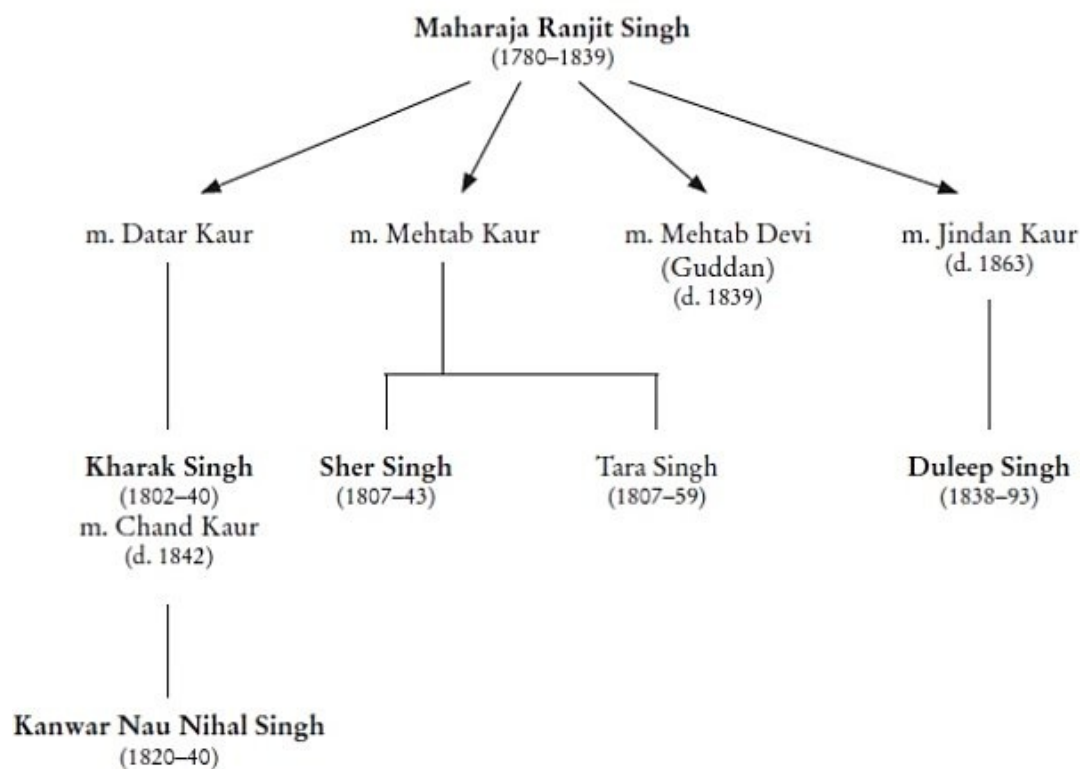 Maharaja Ranjit Singh
(1780–1839)
m. Datar Kaur
m. Mehtab Kaur
m. Mehtab Devi
(Guddan)
(d. 1839)
m. Jindan Kaur
(d. 1863)
Kharak Singh
(1802–40)
m. Chand Kaur
(d. 1842)
Sher Singh
(1807–43)
Tara Singh
(1807–59)
Duleep Singh
(1838–93)
Kanwar Nau Nihal Singh
(1820–40)